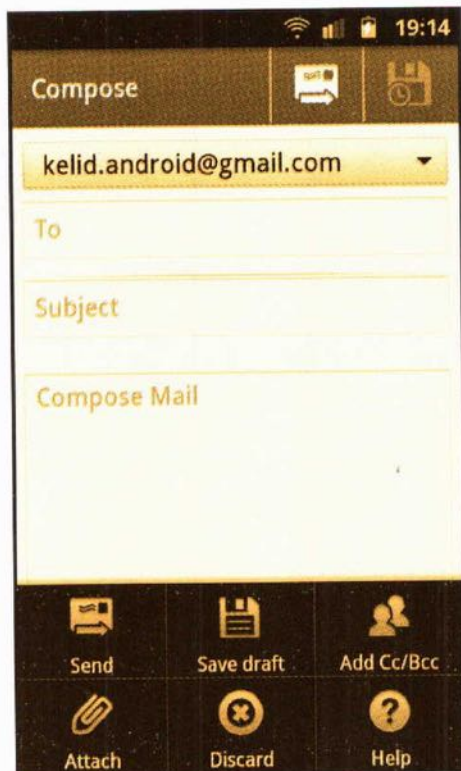 19:14
Compose
kelid.android@gmail.com
To
Subject
Compose Mail
Send Save draft Add Cc/Bcc
Attach Discard Help